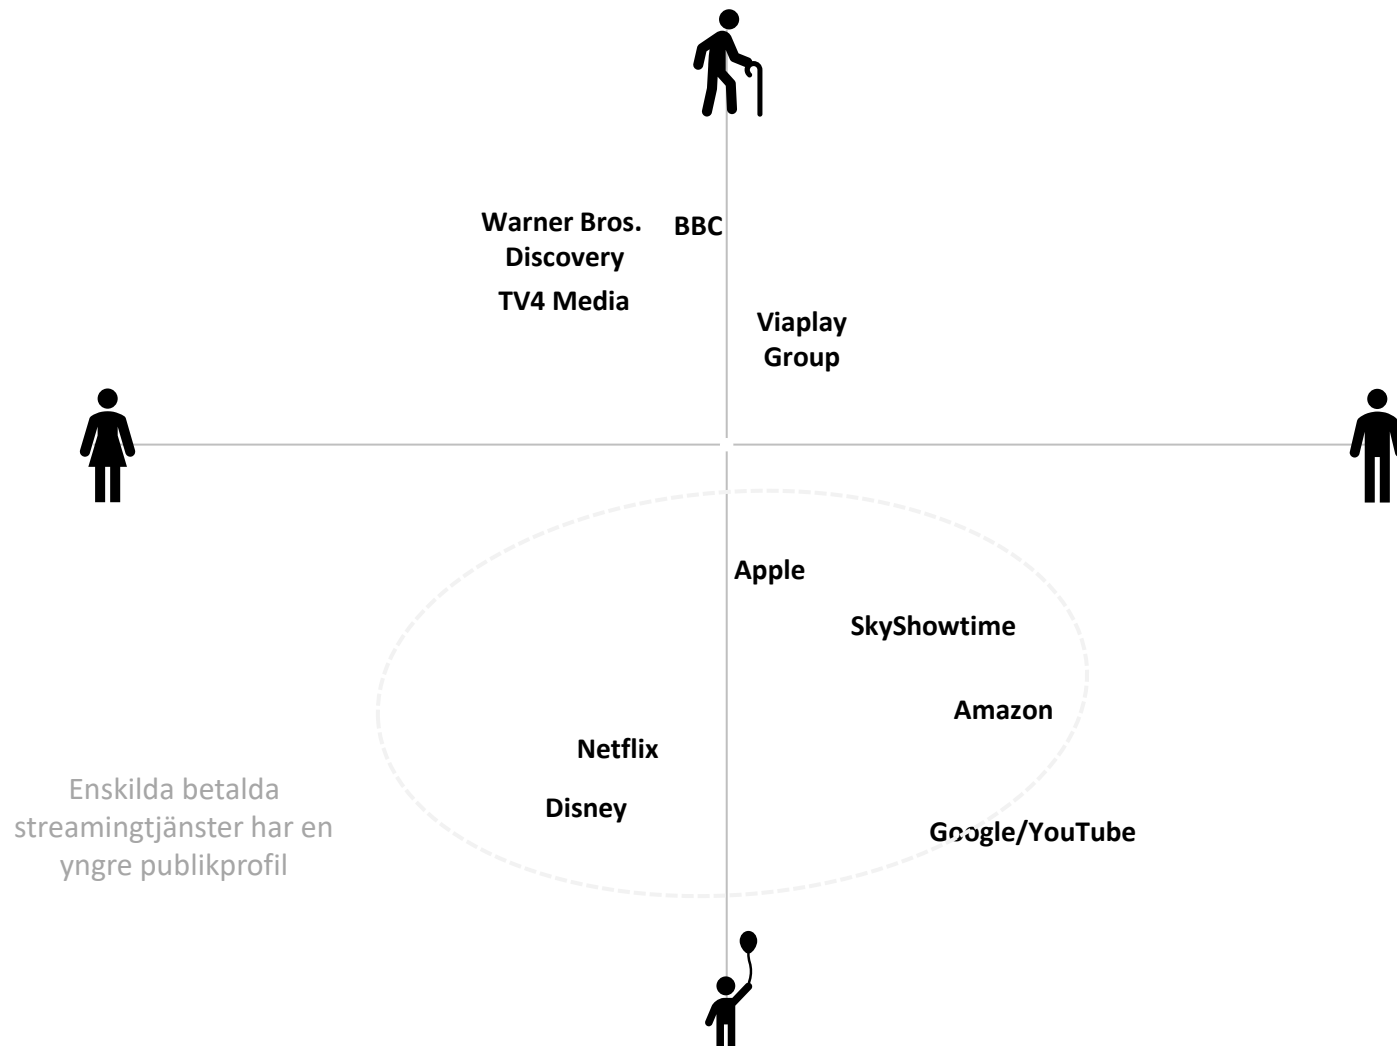 Warner Bros.
Discovery
BBC
TV4 Media
Viaplay
Group
Apple
SkyShowtime
Amazon
Netflix
Disney
Google/YouTube
Enskilda betalda
streamingtjänster har en
yngre publikprofil